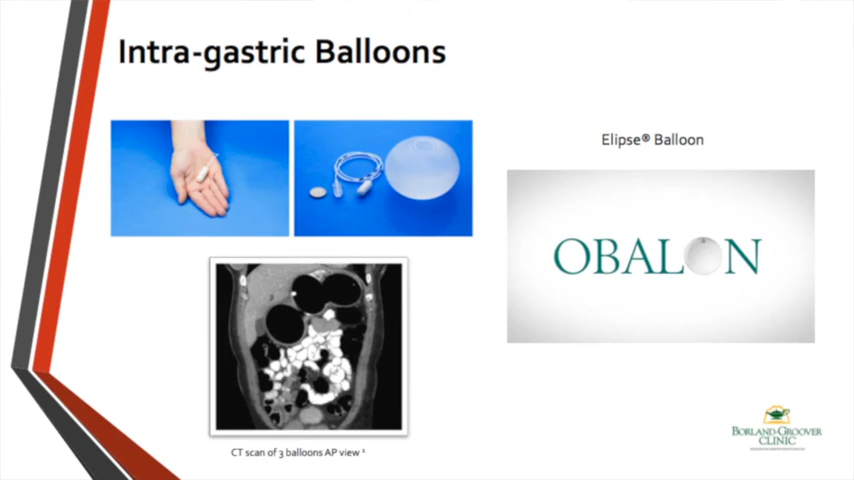 Intra-gastric Balloons
Elipse® Balloon
OBALON
CT scan of 3 balloons AP view ¹
BORLAND-GROOVER
CLINIC